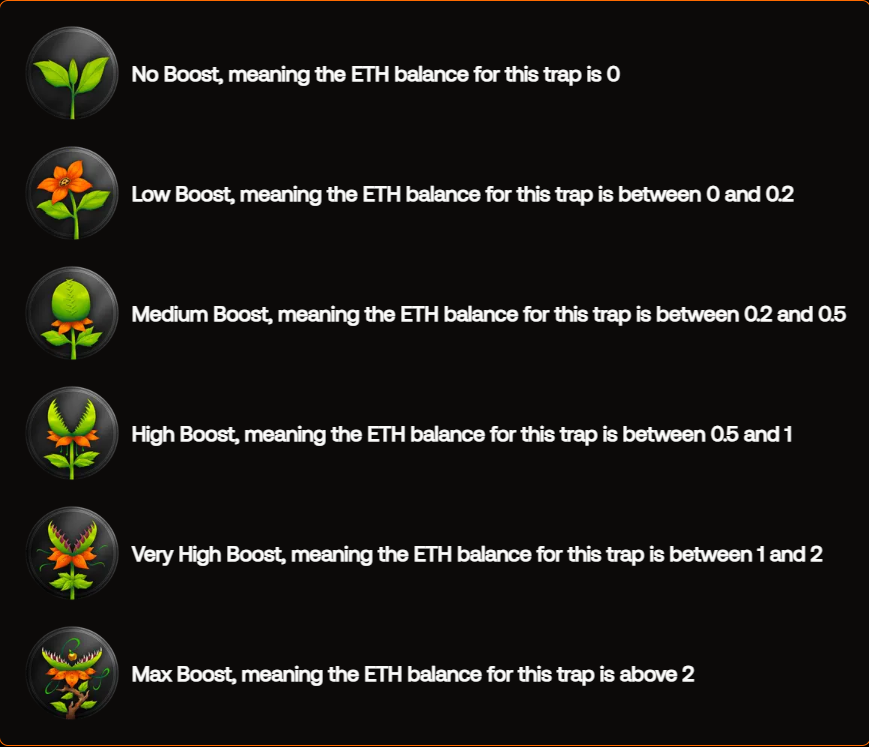 No Boost, meaning the ETH balance for this trap is 0
Low Boost, meaning the ETH balance for this trap is between 0 and 0.2
Medium Boost, meaning the ETH balance for this trap is between 0.2 and 0.5
High Boost, meaning the ETH balance for this trap is between 0.5 and 1
Very High Boost, meaning the ETH balance for this trap is between 1 and 2
Max Boost, meaning the ETH balance for this trap is above 2